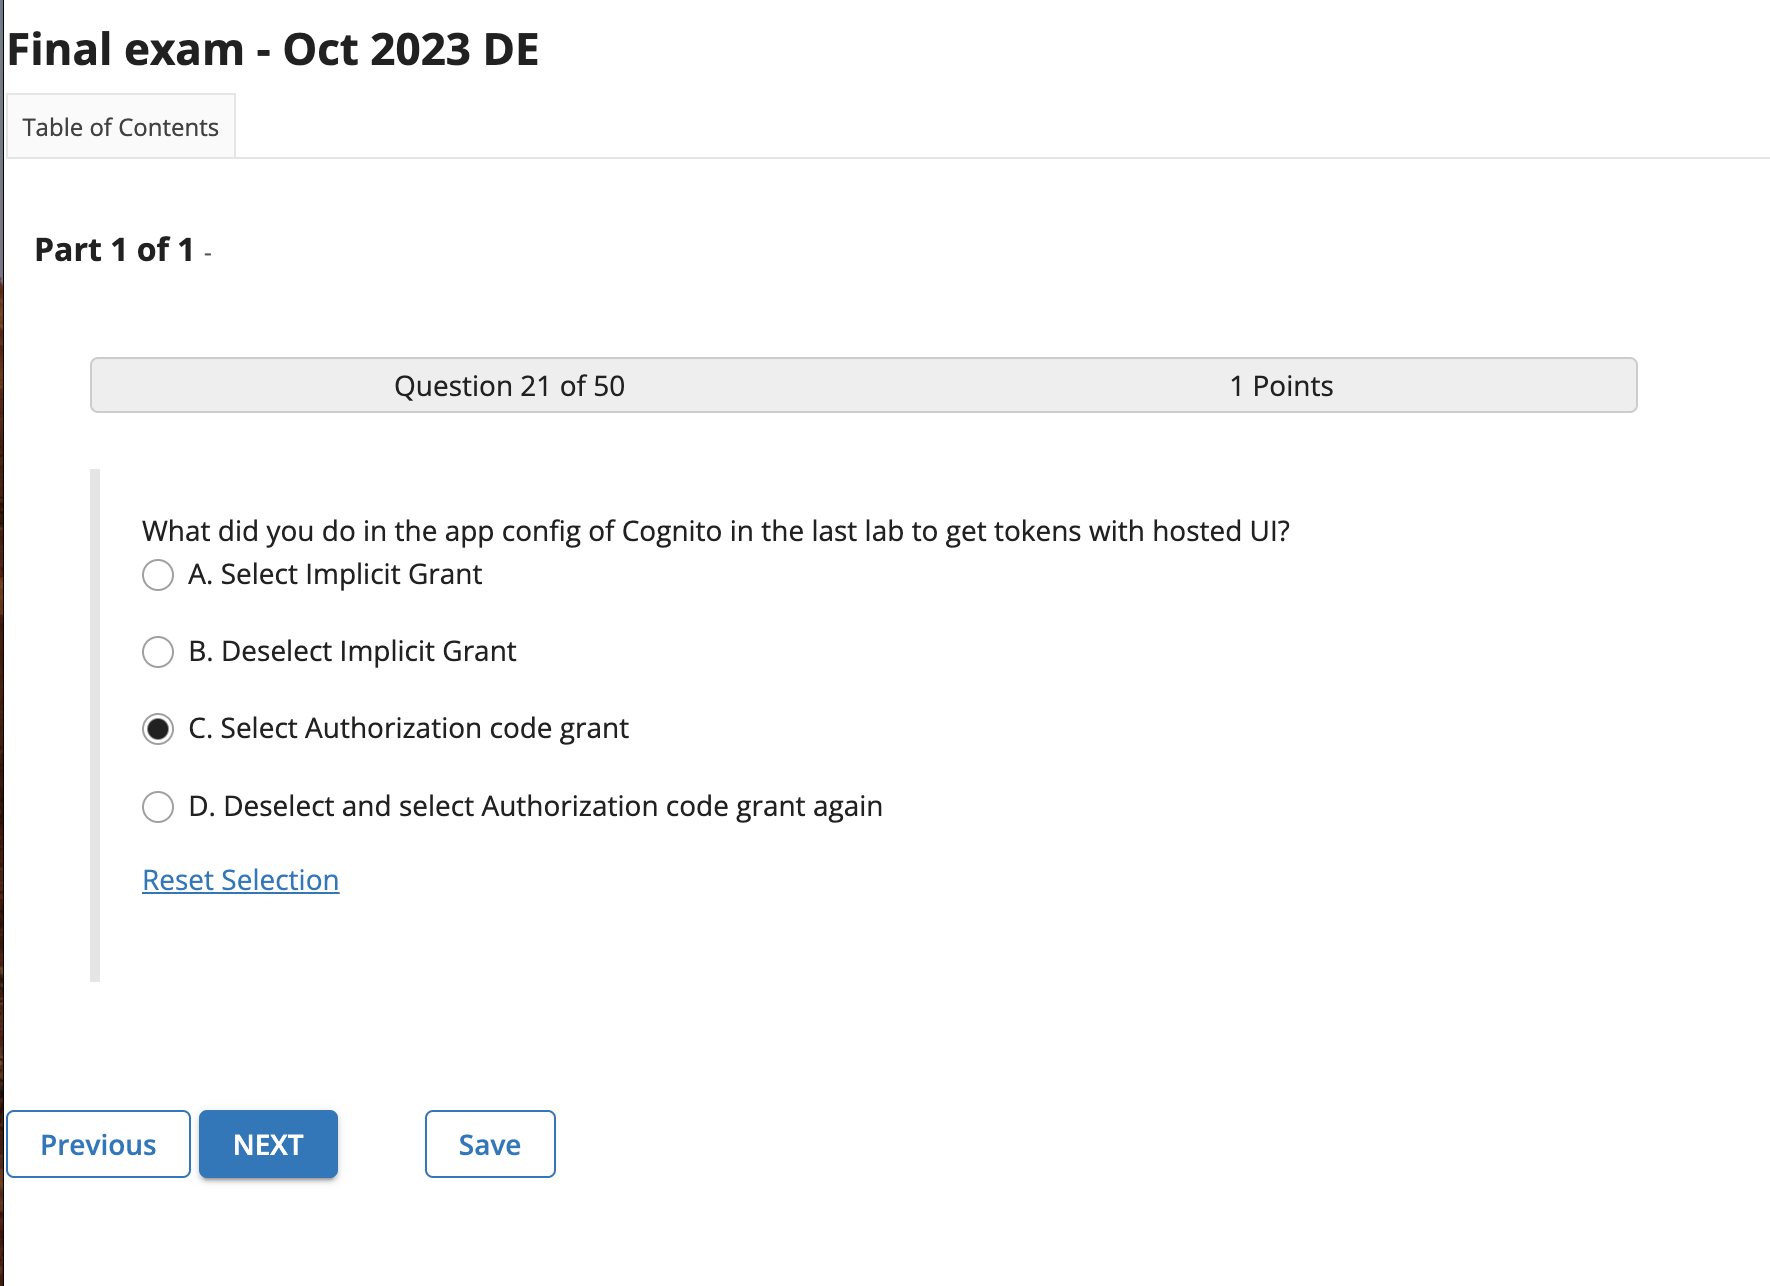 Final exam - Oct 2023 DE
Table of Contents
Part 1 of 1 -
Question 21 of 50
1 Points
What did you do in the app config of Cognito in the last lab to get tokens with hosted UI?
A. Select Implicit Grant
B. Deselect Implicit Grant
C. Select Authorization code grant
D. Deselect and select Authorization code grant again
Reset Selection
Previous
NEXT
Save